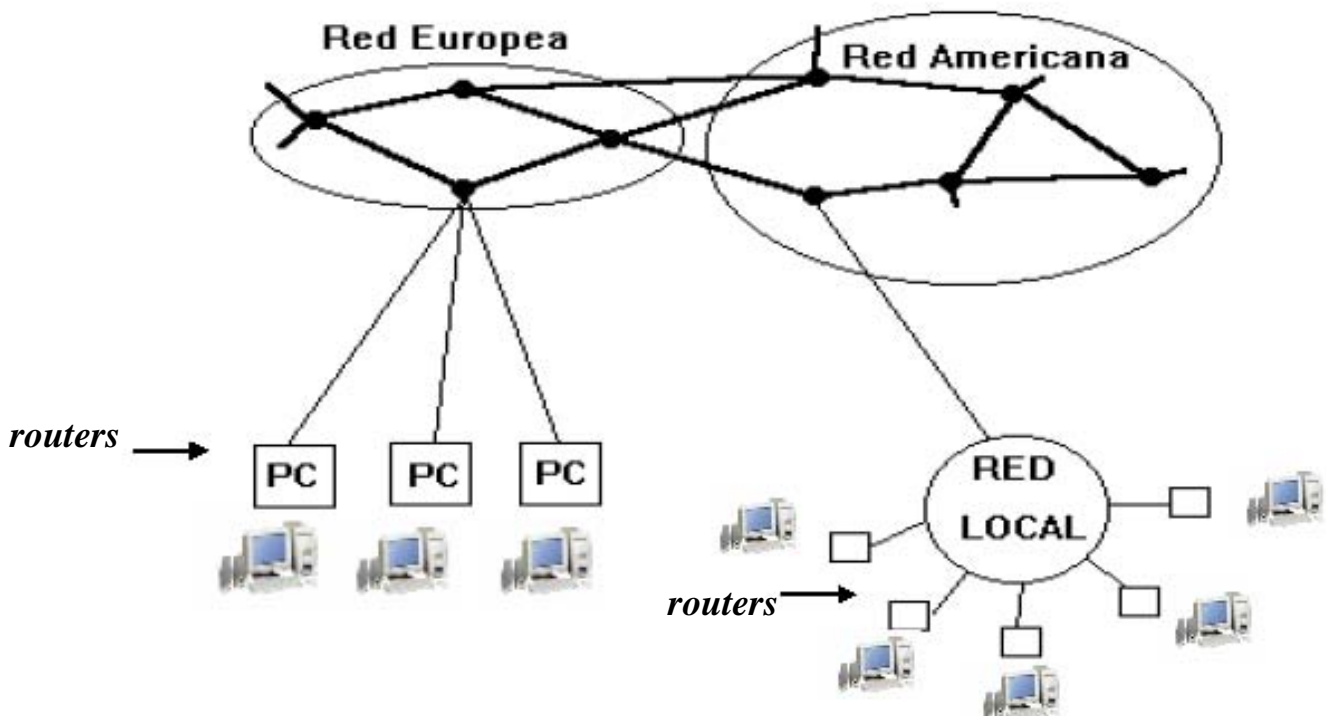 Red Europea
Red Americana
routers
PC
PC
PC
RED
LOCAL
routers